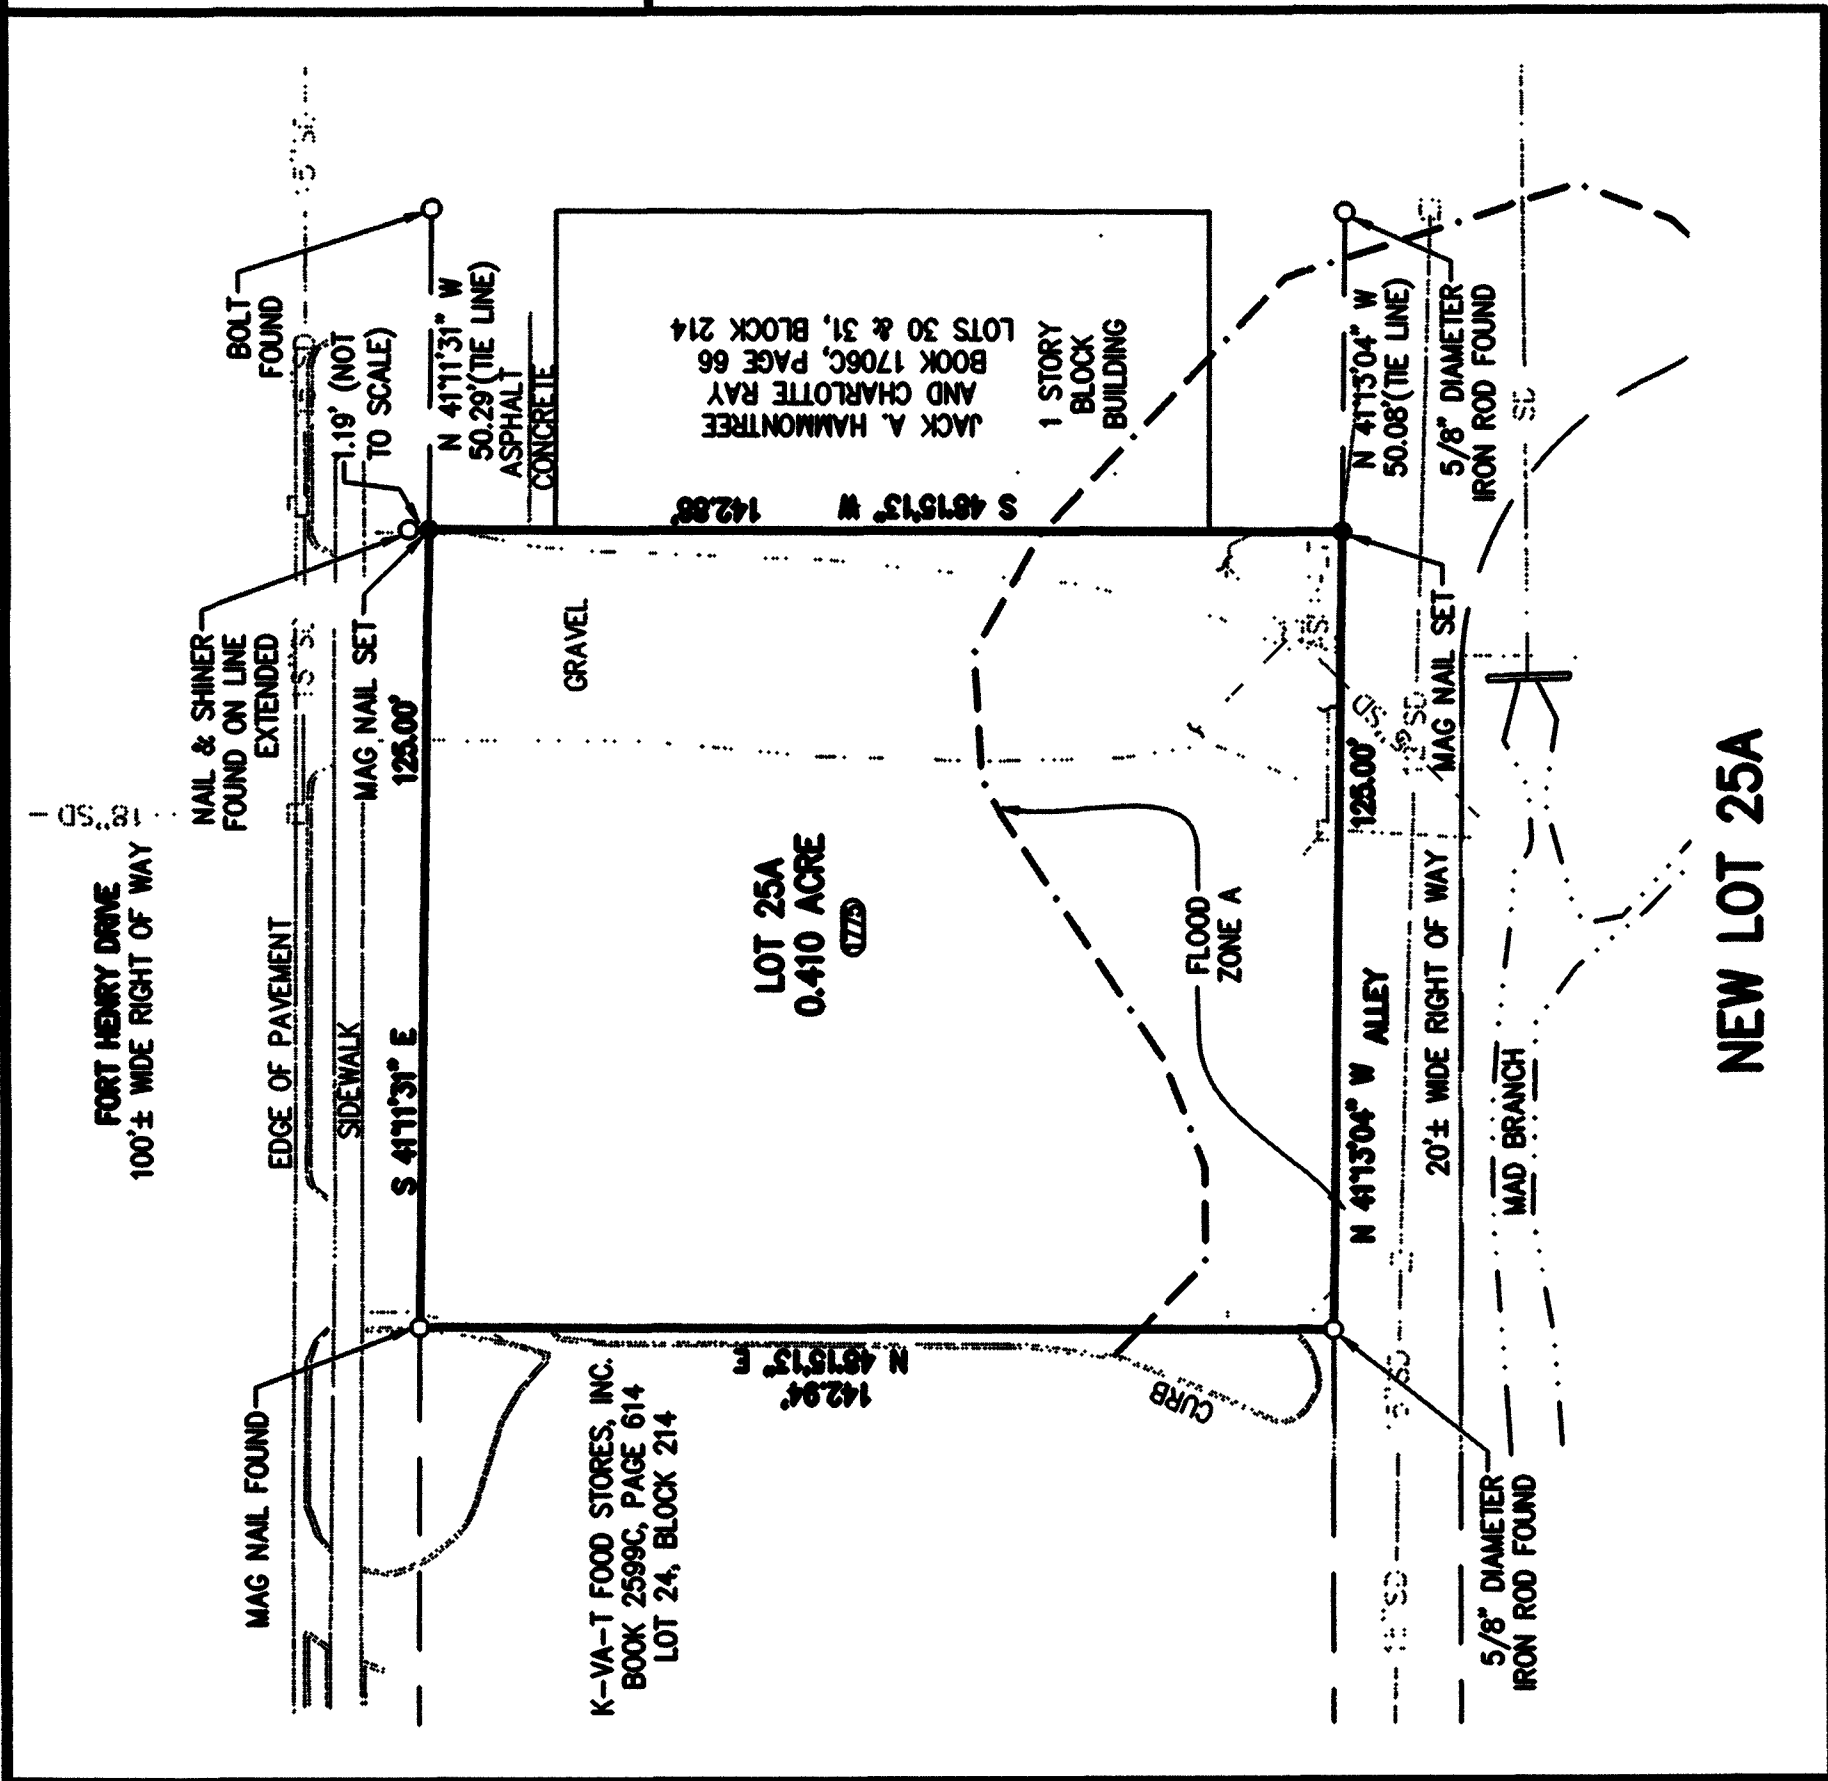 FORT HENRY DRIVE
100'± WIDE RIGHT OF WAY
18"SD
EDGE OF PAVEMENT
SIDEWALK
MAG NAIL FOUND
NAIL & SHINER
FOUND ON LINE
EXTENDED
BOLT
FOUND
1.19' (NOT
TO SCALE)
MAG NAIL SET
S 41°11'31" E
125.00'
N 41°11'31" W
50.29'(TIE LINE)
ASPHALT
CONCRETE
GRAVEL
K-VA-T FOOD STORES, INC.
BOOK 2599C, PAGE 614
LOT 24, BLOCK 214
N 48°15'13" E
142.94'
LOT 25A
0.410 ACRE
1775
S 48°15'13" W
142.88'
JACK A. HAMMONTREE
AND CHARLOTTE RAY
BOOK 1706C, PAGE 66
LOTS 30 & 31, BLOCK 214
1 STORY
BLOCK
BUILDING
FLOOD
ZONE A
CURB
N 41°13'04" W
ALLEY
125.00'
N 41°13'04" W
50.08'(TIE LINE)
5/8" DIAMETER
IRON ROD FOUND
MAG NAIL SET
20'± WIDE RIGHT OF WAY
SD
MAD BRANCH
5/8" DIAMETER
IRON ROD FOUND
NEW LOT 25A